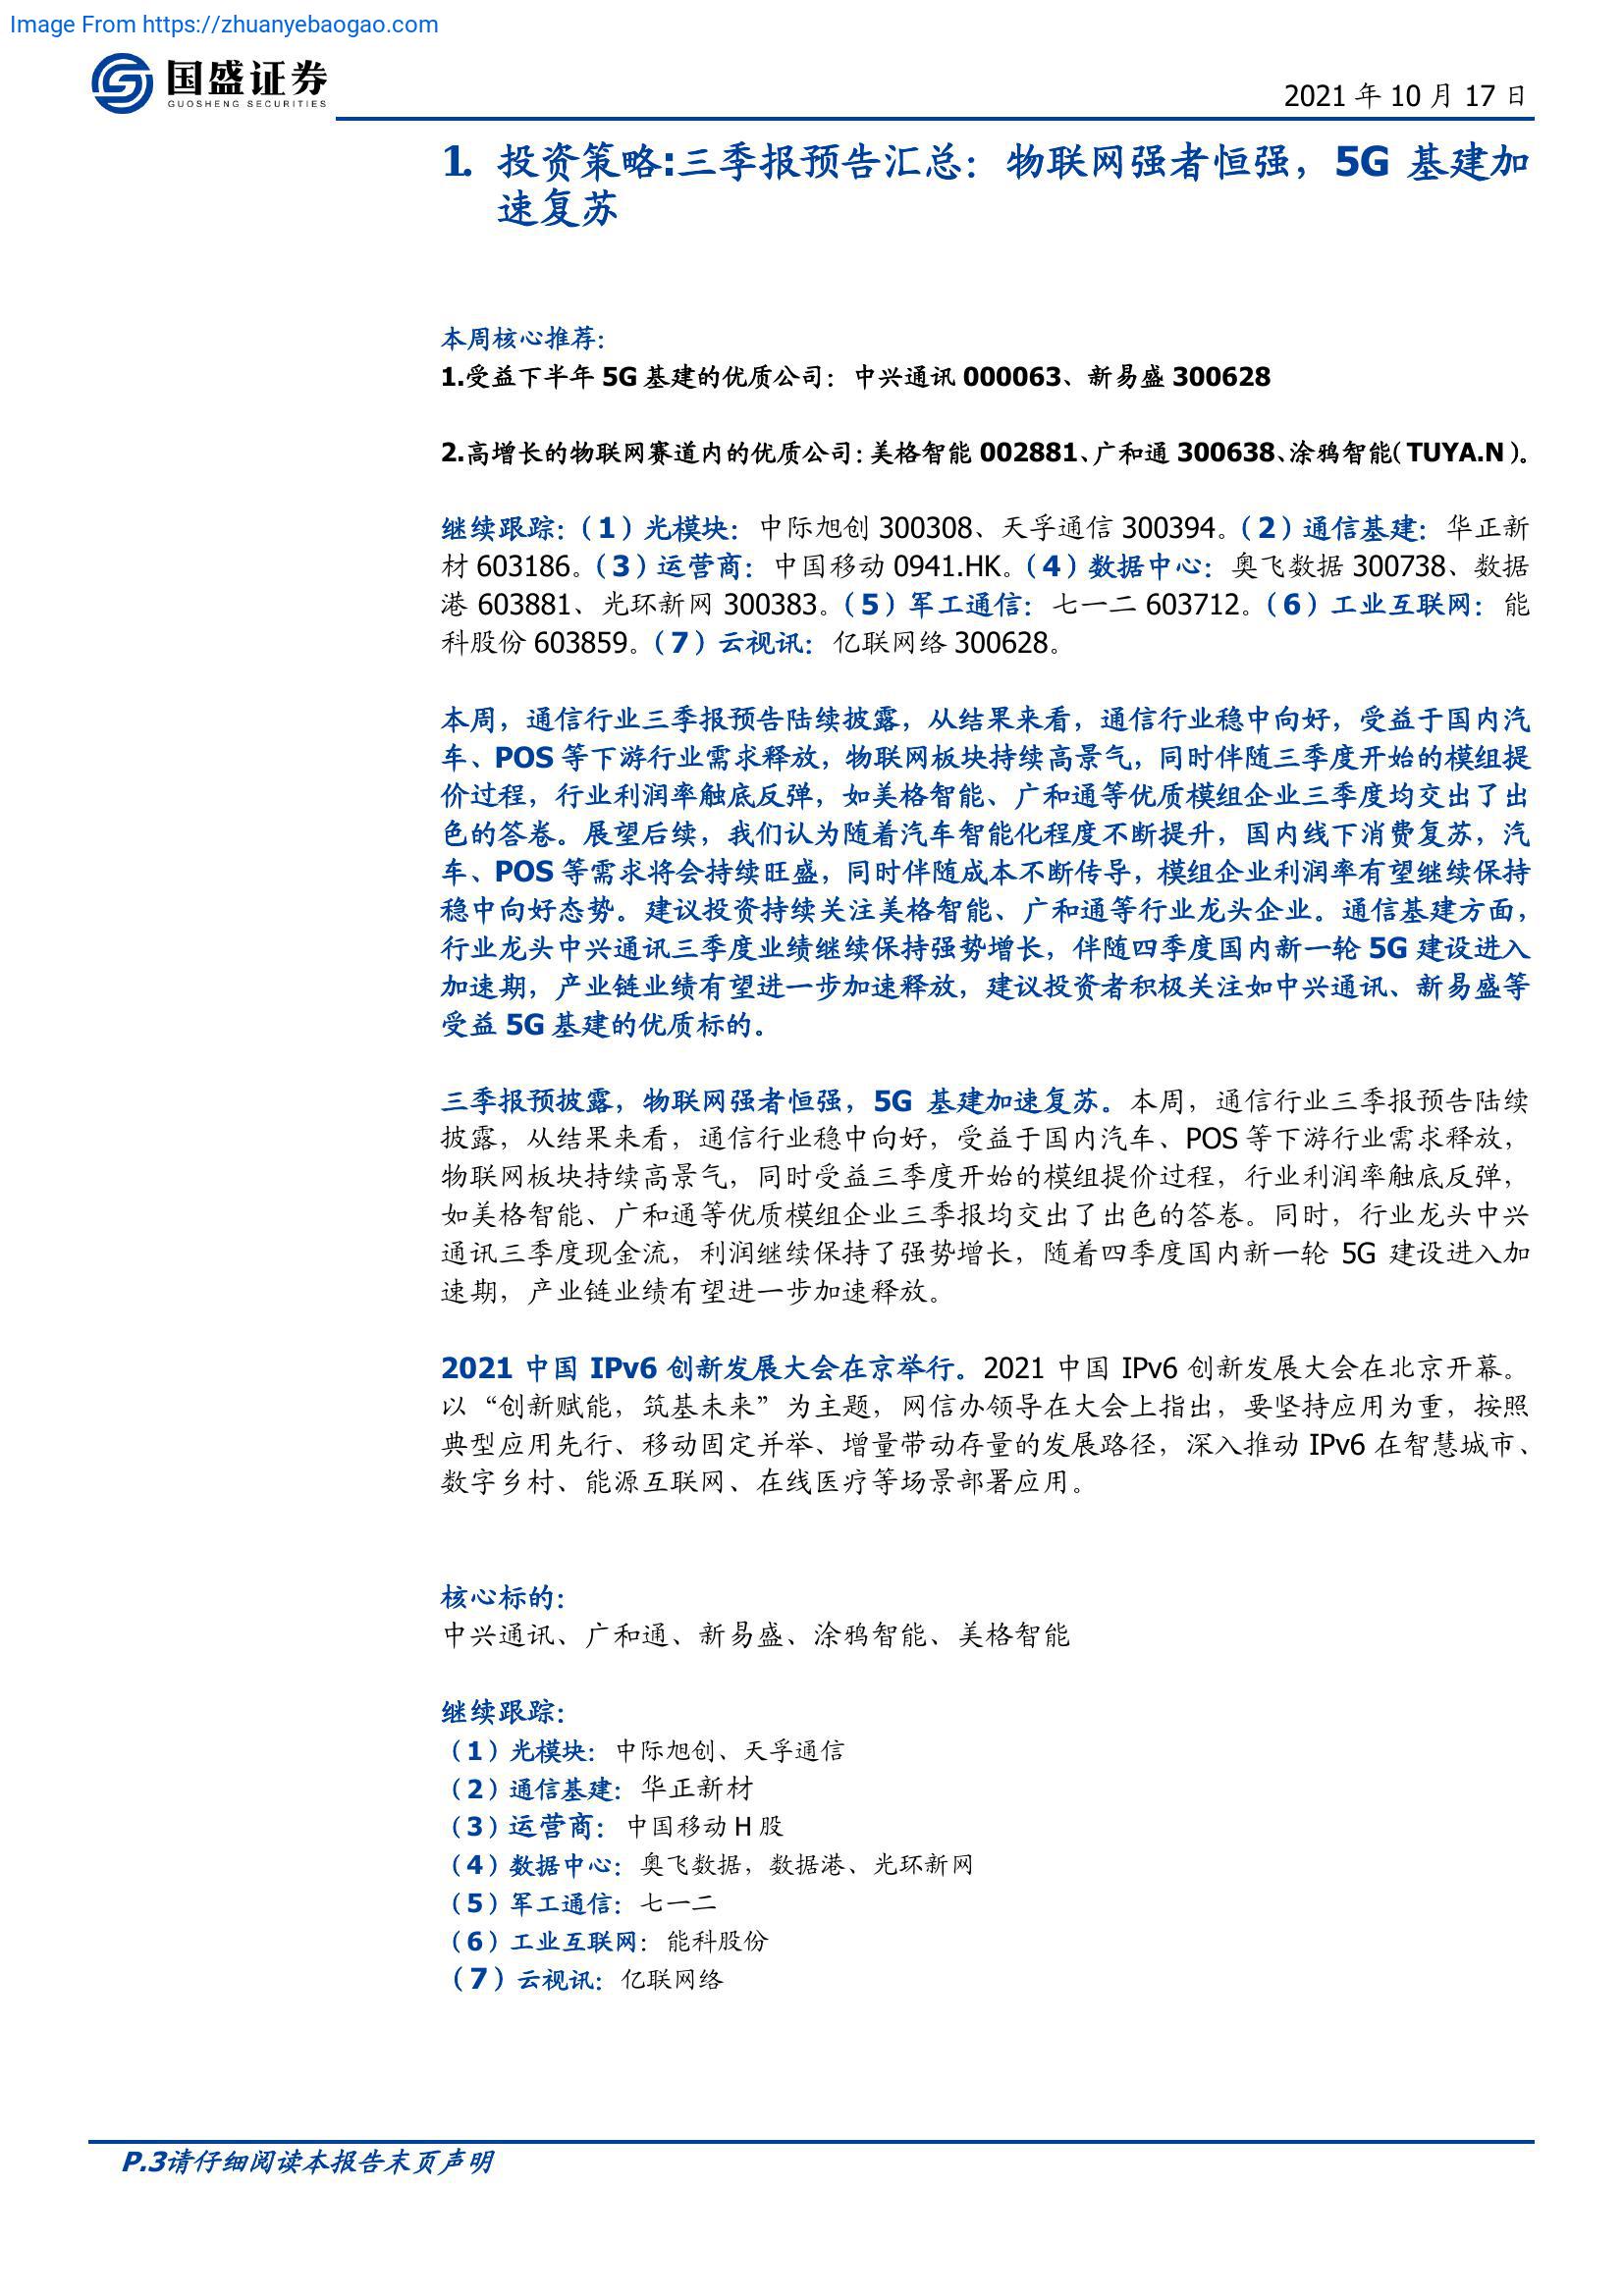 Image From https://zhuanyebaogao.com
国盛证券
GUOSHENG SECURITIES
2021 年 10 月 17 日
1. 投资策略:三季报预告汇总：物联网强者恒强，5G 基建加
速复苏
本周核心推荐：
1.受益下半年 5G 基建的优质公司：中兴通讯 000063、新易盛 300628
2.高增长的物联网赛道内的优质公司：美格智能 002881、广和通 300638、涂鸦智能（TUYA.N）。
继续跟踪：（1）光模块：中际旭创 300308、天孚通信 300394。（2）通信基建：华正新
材 603186。（3）运营商：中国移动 0941.HK。（4）数据中心：奥飞数据 300738、数据
港 603881、光环新网 300383。（5）军工通信：七一二 603712。（6）工业互联网：能
科股份 603859。（7）云视讯：亿联网络 300628。
本周，通信行业三季报预告陆续披露，从结果来看，通信行业稳中向好，受益于国内汽
车、POS 等下游行业需求释放，物联网板块持续高景气，同时伴随三季度开始的模组提
价过程，行业利润率触底反弹，如美格智能、广和通等优质模组企业三季度均交出了出
色的答卷。展望后续，我们认为随着汽车智能化程度不断提升，国内线下消费复苏，汽
车、POS 等需求将会持续旺盛，同时伴随成本不断传导，模组企业利润率有望继续保持
稳中向好态势。建议投资持续关注美格智能、广和通等行业龙头企业。通信基建方面，
行业龙头中兴通讯三季度业绩继续保持强势增长，伴随四季度国内新一轮 5G 建设进入
加速期，产业链业绩有望进一步加速释放，建议投资者积极关注如中兴通讯、新易盛等
受益 5G 基建的优质标的。
三季报预披露，物联网强者恒强，5G 基建加速复苏。本周，通信行业三季报预告陆续
披露，从结果来看，通信行业稳中向好，受益于国内汽车、POS 等下游行业需求释放，
物联网板块持续高景气，同时受益三季度开始的模组提价过程，行业利润率触底反弹，
如美格智能、广和通等优质模组企业三季报均交出了出色的答卷。同时，行业龙头中兴
通讯三季度现金流，利润继续保持了强势增长，随着四季度国内新一轮 5G 建设进入加
速期，产业链业绩有望进一步加速释放。
2021 中国 IPv6 创新发展大会在京举行。2021 中国 IPv6 创新发展大会在北京开幕。
以“创新赋能，筑基未来”为主题，网信办领导在大会上指出，要坚持应用为重，按照
典型应用先行、移动固定并举、增量带动存量的发展路径，深入推动 IPv6 在智慧城市、
数字乡村、能源互联网、在线医疗等场景部署应用。
核心标的：
中兴通讯、广和通、新易盛、涂鸦智能、美格智能
继续跟踪：
（1）光模块：中际旭创、天孚通信
（2）通信基建：华正新材
（3）运营商：中国移动 H 股
（4）数据中心：奥飞数据，数据港、光环新网
（5）军工通信：七一二
（6）工业互联网：能科股份
（7）云视讯：亿联网络
P.3请仔细阅读本报告末页声明